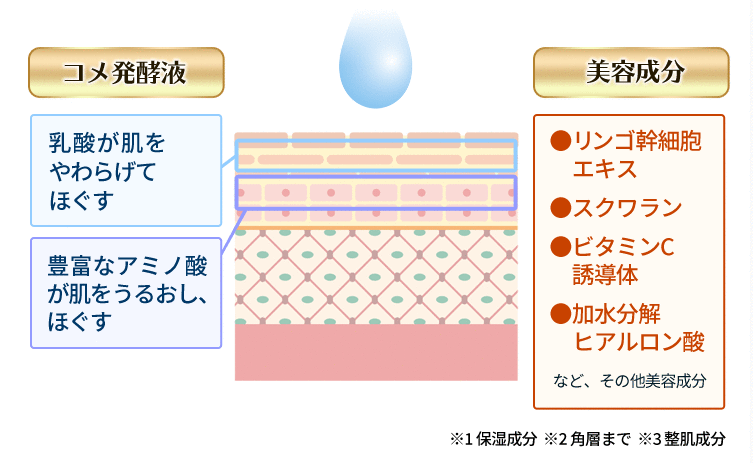 コメ発酵液
乳酸が肌を
やわらげて
ほぐす
豊富なアミノ酸
が肌をうるおし、
ほぐす
美容成分
●リンゴ幹細胞
エキス
●スクワラン
●ビタミンC
誘導体
●加水分解
ヒアルロン酸
など、その他美容成分
※1保湿成分 ※2角層まで ※3整肌成分